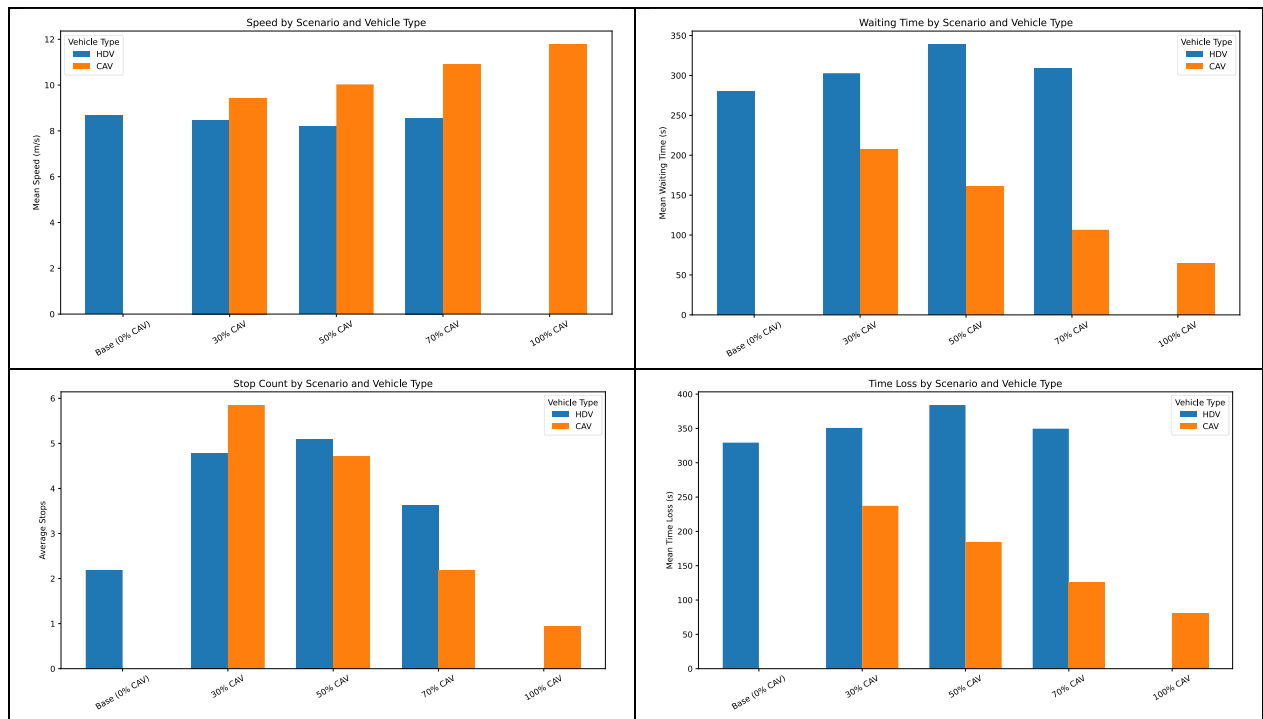 Speed by Scenario and Vehicle Type
Vehicle Type
HDV
CAV
12
10
8
6
4
2
0
Mean Speed (m/s)
Base (0% CAV)
30% CAV
50% CAV
70% CAV
100% CAV
Waiting Time by Scenario and Vehicle Type
Vehicle Type
HDV
CAV
350
300
250
200
150
100
50
0
Mean Waiting Time (s)
Base (0% CAV)
30% CAV
50% CAV
70% CAV
100% CAV
Stop Count by Scenario and Vehicle Type
Vehicle Type
HDV
CAV
6
5
4
3
2
1
0
Average Stops
Base (0% CAV)
30% CAV
50% CAV
70% CAV
100% CAV
Time Loss by Scenario and Vehicle Type
Vehicle Type
HDV
CAV
400
350
300
250
200
150
100
50
0
Mean Time Loss (s)
Base (0% CAV)
30% CAV
50% CAV
70% CAV
100% CAV